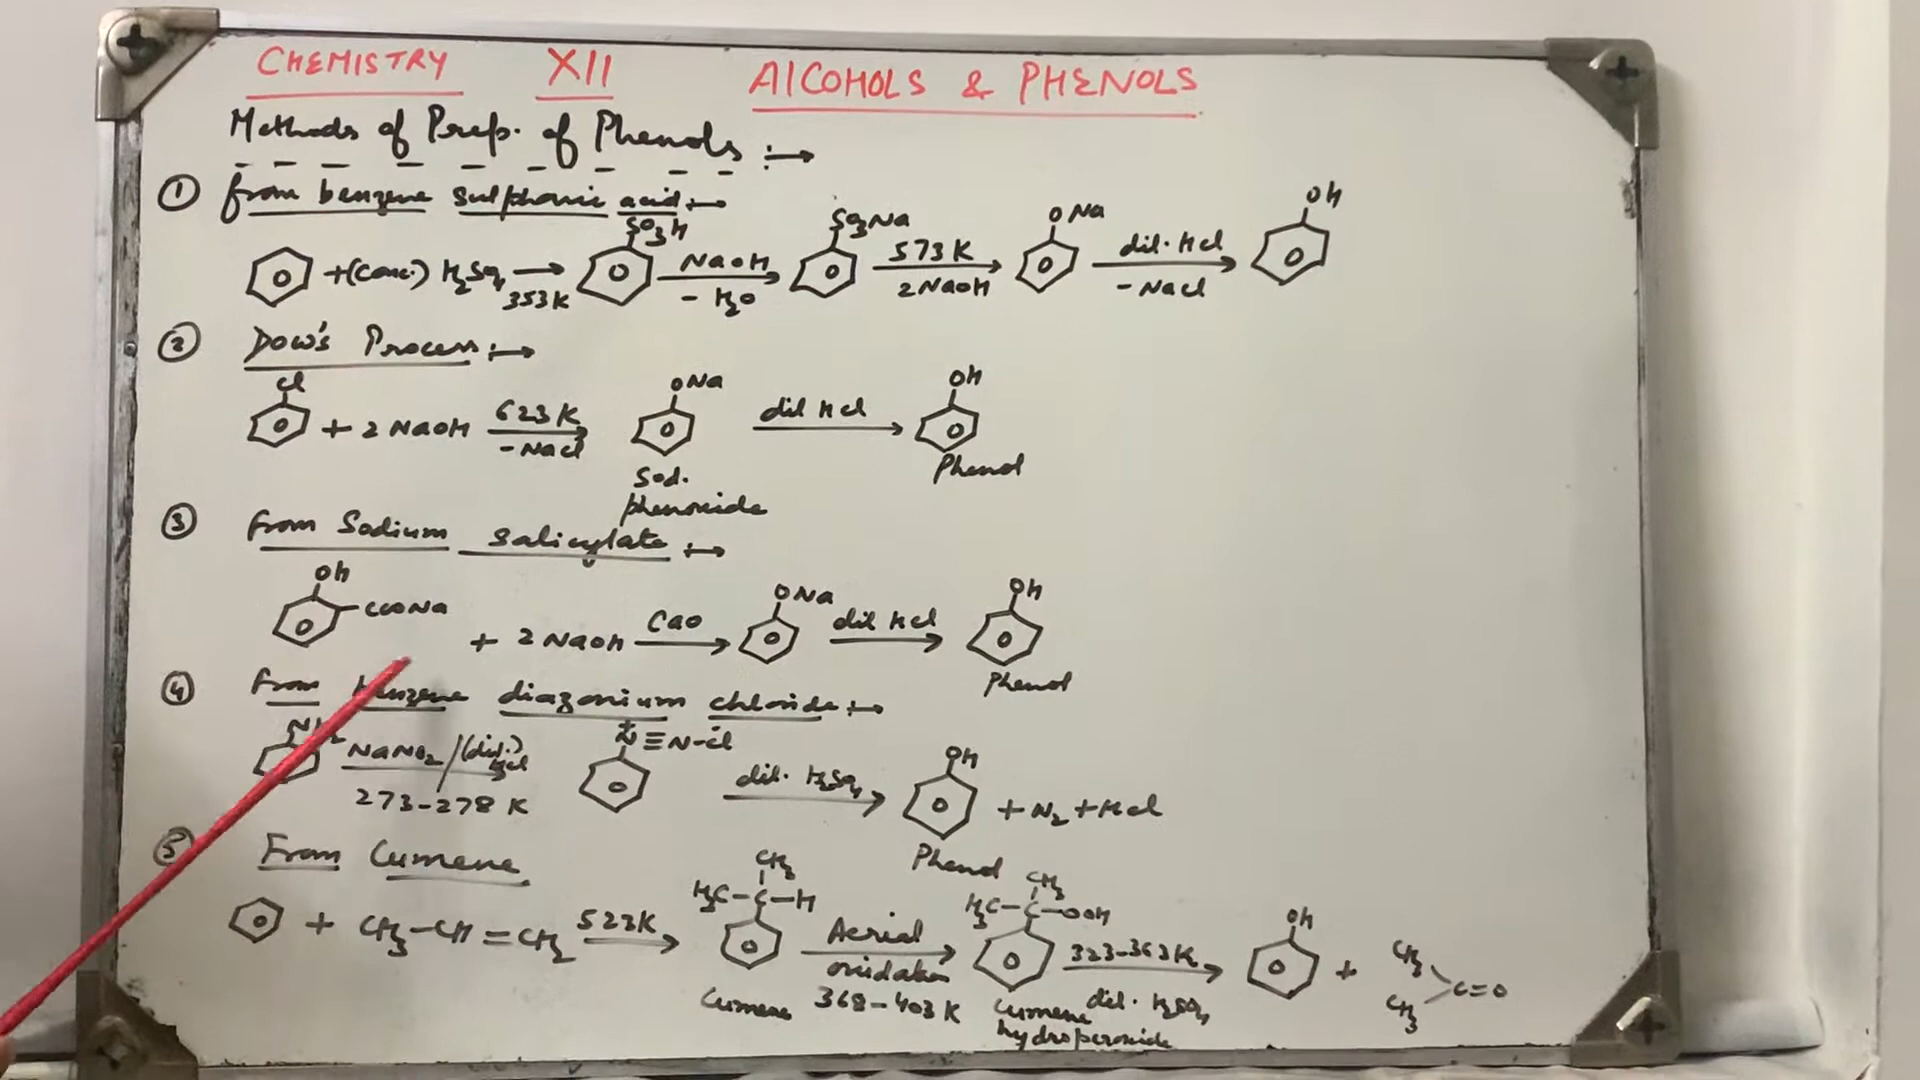 CHEMISTRY XII ALCOHOLS & PHENOLS
Methods of Prep. of Phenols :→
① from benzene sulphonic acid :→
SO3H SO3Na ONa OH
+ (Conc.) H2SO4 → 353K NaOH - H2O 573K 2NaOH dil. HCl - NaCl
② Dow's Process :→
Cl ONa OH
+ 2 NaOH 623K - NaCl dil HCl
Sod. phenoxide Phenol
③ From Sodium salicylate :→
OH COONa ONa OH
+ 2 NaOH CaO dil HCl
Phenol
④ From benzene diazonium chloride :→
NaNO2/(dil.) HCl N≡N-Cl OH
273-278 K dil. H2SO4 + N2 + HCl
Phenol
⑤ From Cumene
CH3 CH3
H3C-C-H H3C-C-OOH OH
+ CH3-CH=CH2 523K Aerial oxidation 323-363K + CH3 CH3 C=O
Cumene 368-403 K Cumene hydroperoxide dil. H2SO4